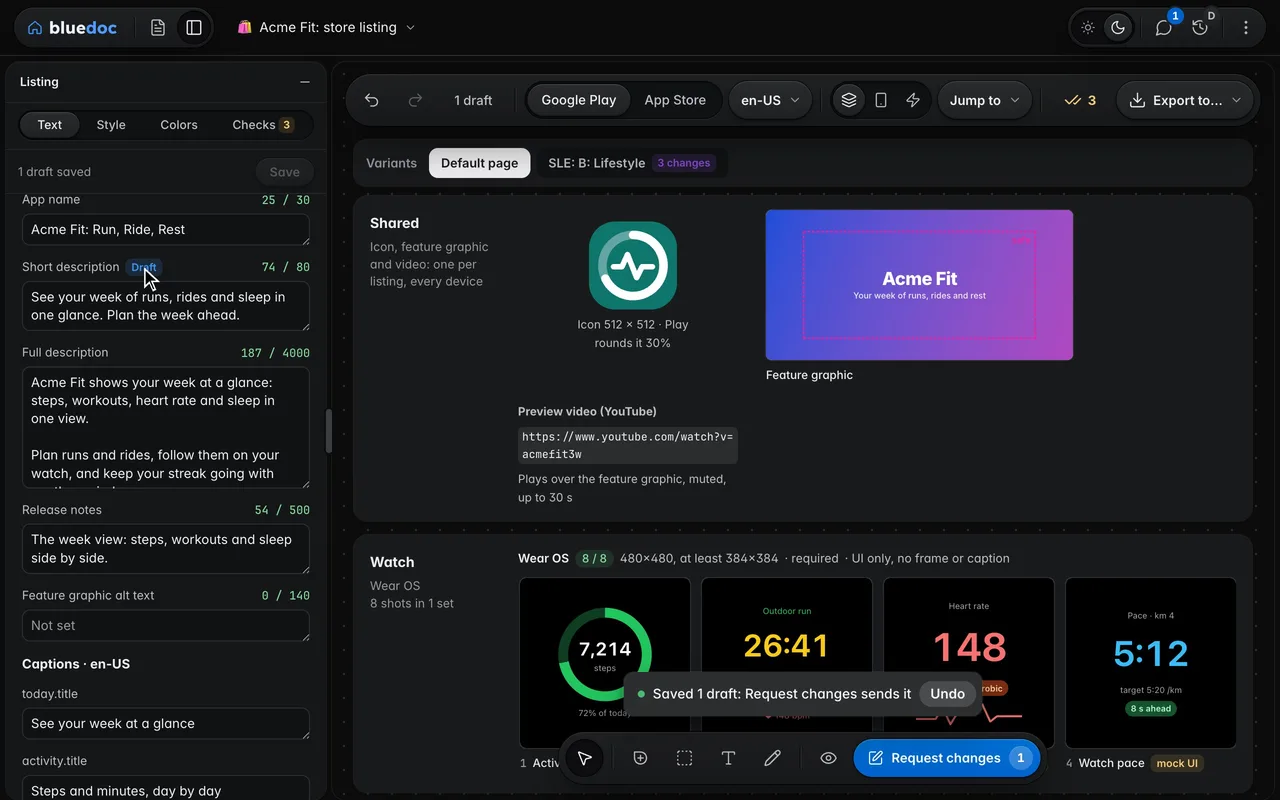 bluedoc
Acme Fit: store listing
1
D
Listing
Text
Style
Colors
Checks 3
1 draft saved
Save
App name
25 / 30
Acme Fit: Run, Ride, Rest
Short description Draft
74 / 80
See your week of runs, rides and sleep in
one glance. Plan the week ahead.
Full description
187 / 4000
Acme Fit shows your week at a glance:
steps, workouts, heart rate and sleep in
one view.
Plan runs and rides, follow them on your
watch, and keep your streak going with
Release notes
54 / 500
The week view: steps, workouts and sleep
side by side.
Feature graphic alt text
0 / 140
Not set
Captions · en-US
today.title
See your week at a glance
activity.title
Steps and minutes, day by day
1 draft
Google Play
App Store
en-US
Jump to
3
Export to...
Variants
Default page
SLE: B: Lifestyle 3 changes
Shared
Icon, feature graphic
and video: one per
listing, every device
Icon 512 × 512 · Play
rounds it 30%
Acme Fit
Your week of runs, rides and rest
Feature graphic
Preview video (YouTube)
https://www.youtube.com/watch?v=
acmefit3w
Plays over the feature graphic, muted,
up to 30 s
Watch
Wear OS
8 shots in 1 set
Wear OS 8 / 8 480×480, at least 384×384 · required · UI only, no frame or caption
7,214
steps
72% of today
Outdoor run
26:41
Heart rate
148
Pace · km 4
5:12
target 5:20 /km
8 s ahead
Saved 1 draft: Request changes sends it
Undo
Request changes 1
1
4 Watch pace mock UI